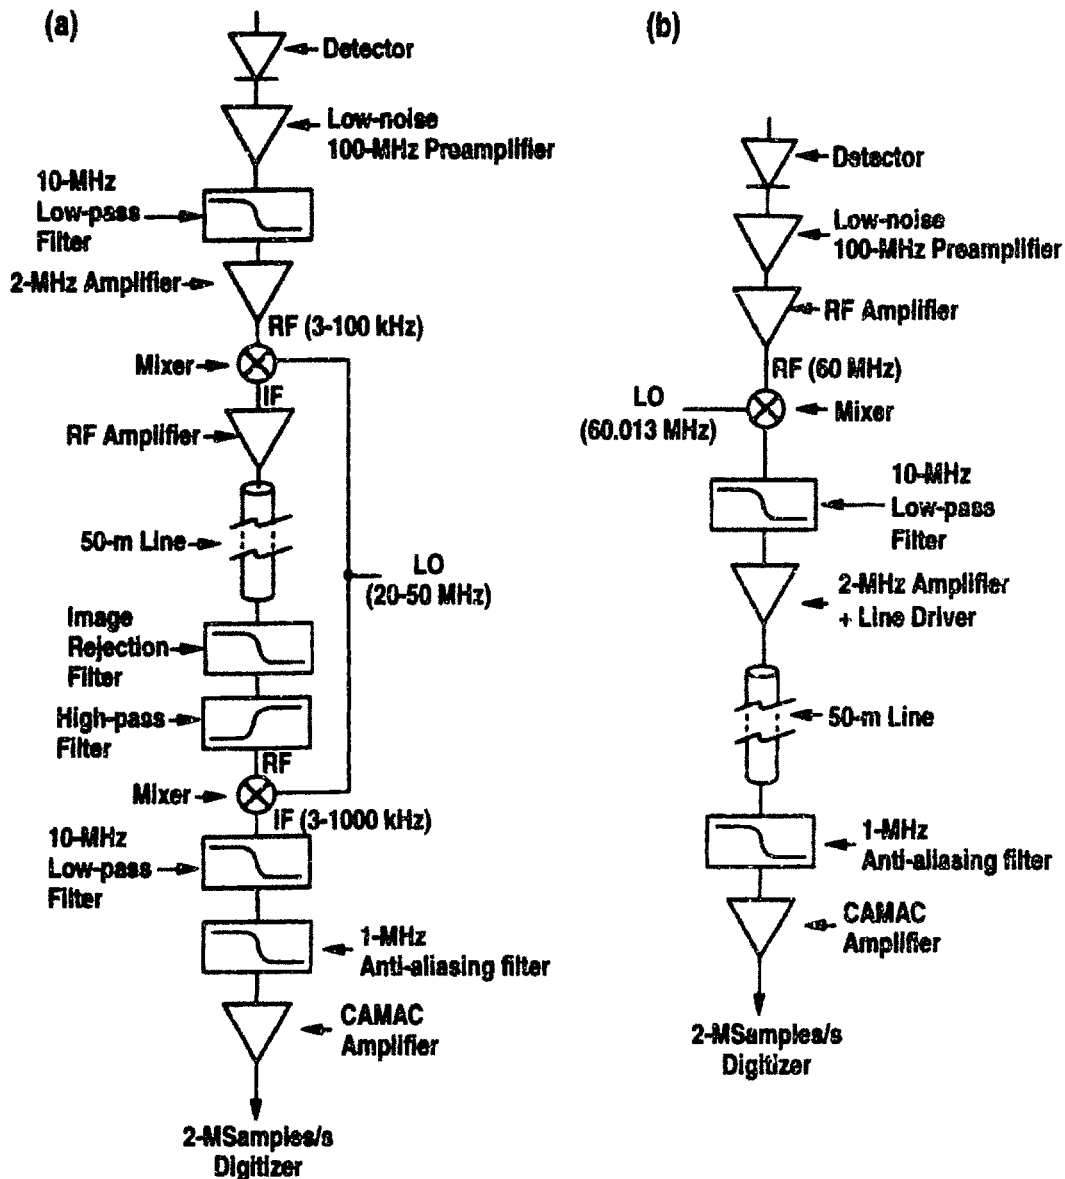 (a)
Detector
Low-noise
100-MHz Preamplifier
10-MHz
Low-pass
Filter
2-MHz Amplifier
RF (3-100 kHz)
Mixer
IF
RF Amplifier
50-m Line
LO
(20-50 MHz)
Image
Rejection
Filter
High-pass
Filter
RF
Mixer
IF (3-1000 kHz)
10-MHz
Low-pass
Filter
1-MHz
Anti-aliasing filter
CAMAC
Amplifier
2-MSamples/s
Digitizer
(b)
Detector
Low-noise
100-MHz Preamplifier
RF Amplifier
RF (60 MHz)
LO
(60.013 MHz)
Mixer
10-MHz
Low-pass
Filter
2-MHz Amplifier
+ Line Driver
50-m Line
1-MHz
Anti-aliasing filter
CAMAC
Amplifier
2-MSamples/s
Digitizer